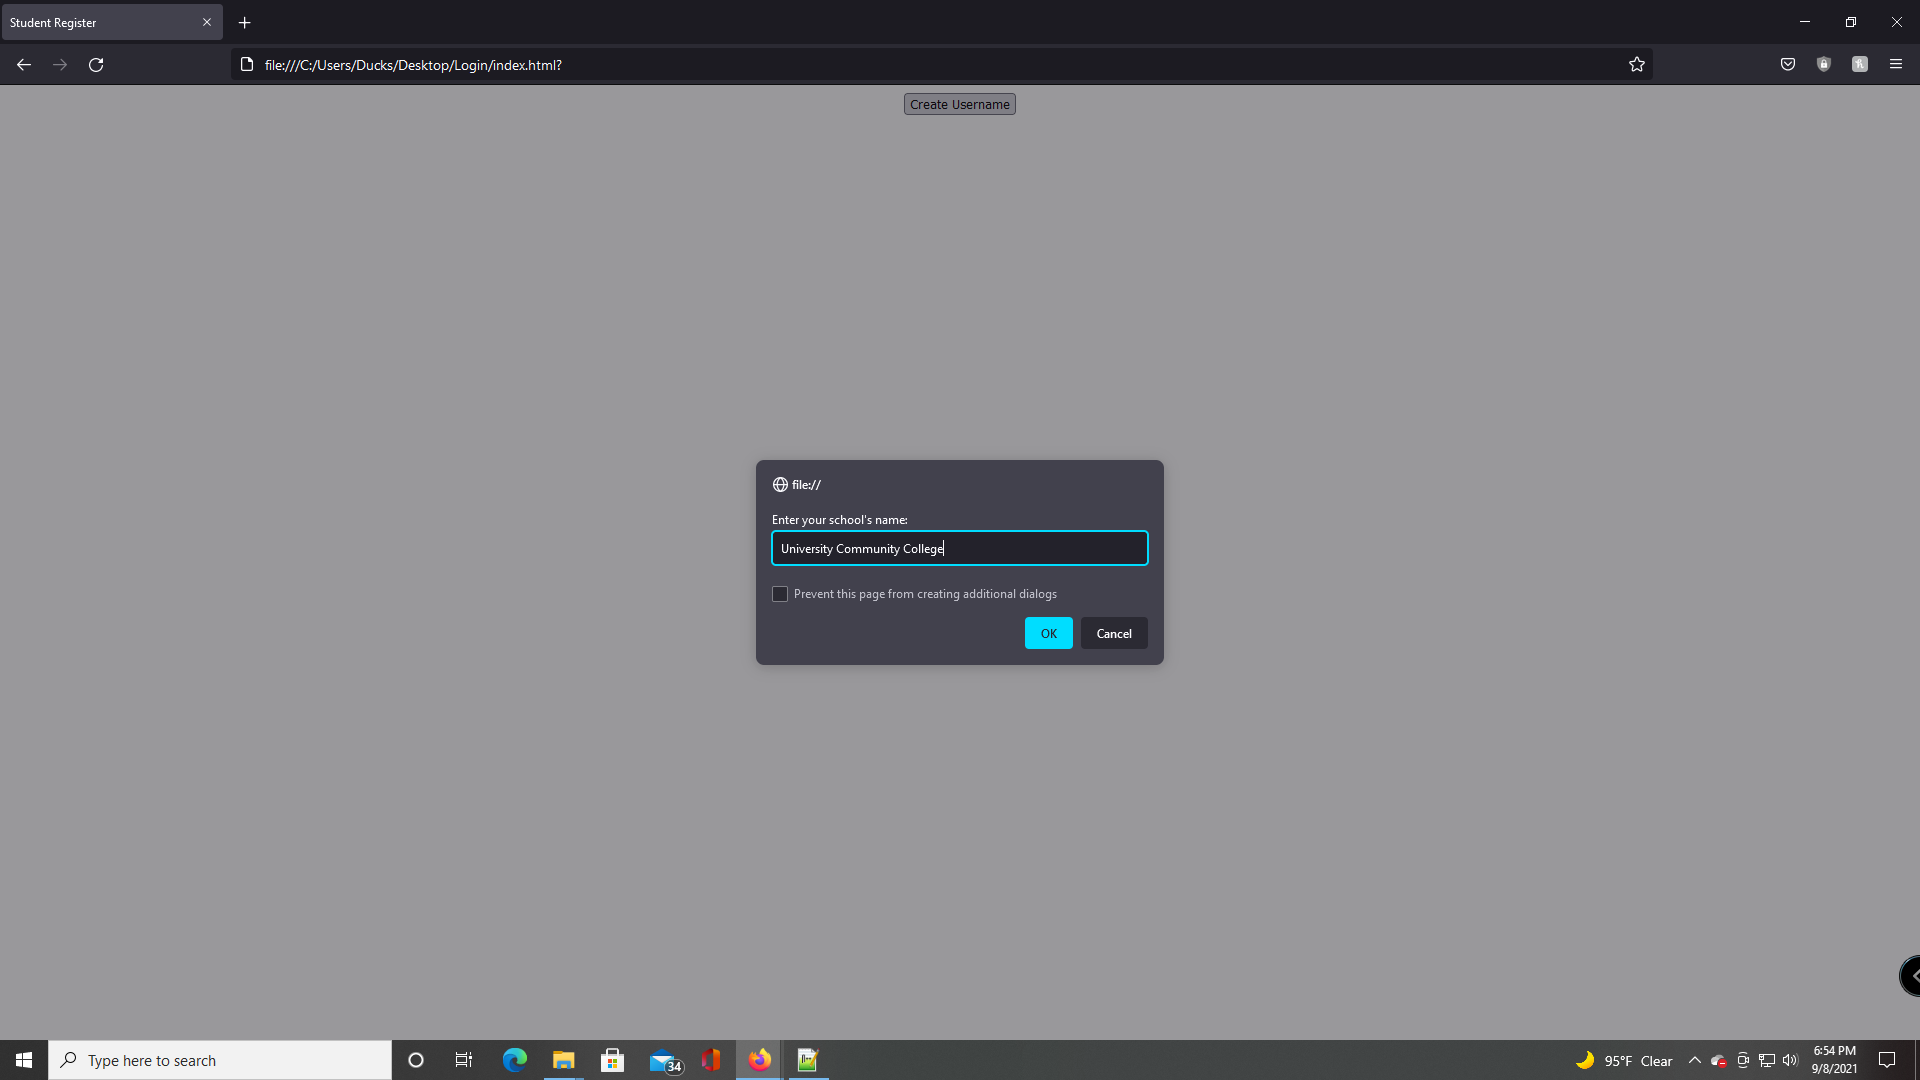 Student Register
file:///C:/Users/Ducks/Desktop/Login/index.html?
Create Username
file://
Enter your school's name:
University Community College
Prevent this page from creating additional dialogs
OK
Cancel
Type here to search
34
95°F Clear
6:54 PM
9/8/2021